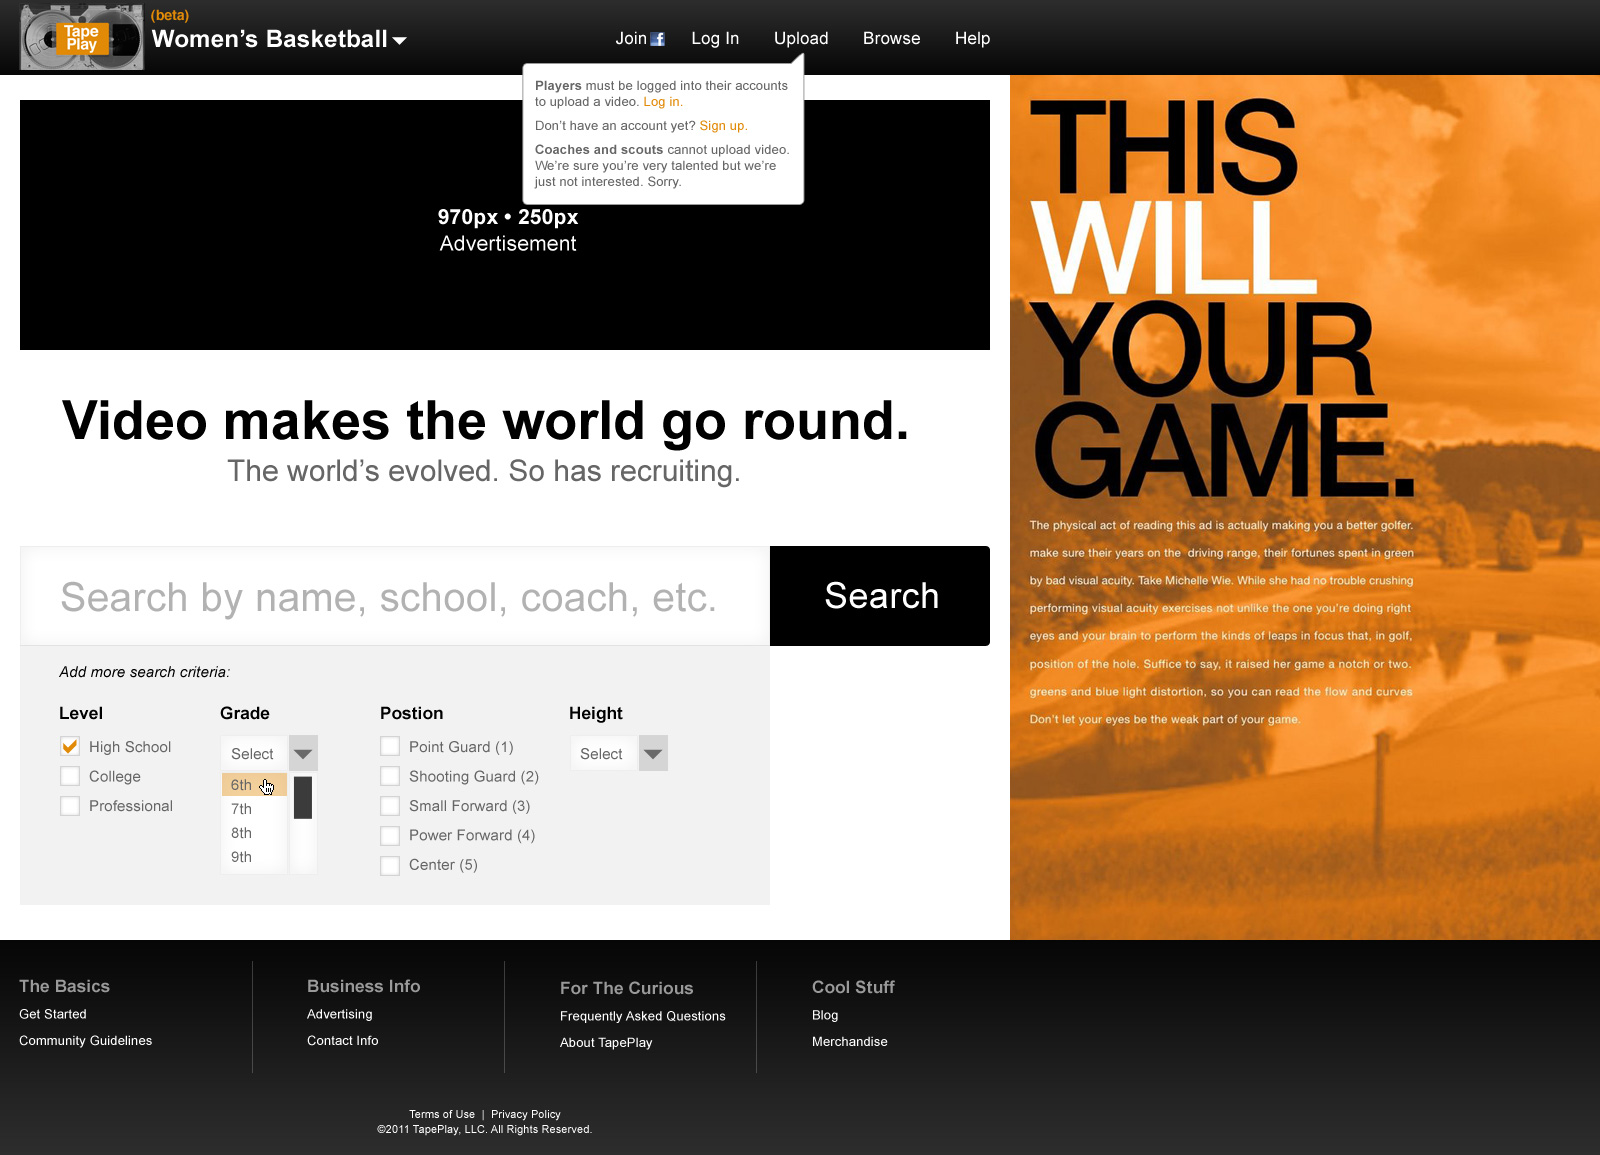 Tape
Play
(beta)
Women's Basketball
Join
Log In
Upload
Browse
Help
Players must be logged into their accounts
to upload a video. Log in.
Don't have an account yet? Sign up.
Coaches and scouts cannot upload video.
We're sure you're very talented but we're
just not interested. Sorry.
970px • 250px
Advertisement
Video makes the world go round.
The world's evolved. So has recruiting.
Search by name, school, coach, etc.
Search
Add more search criteria:
Level
High School
College
Professional
Grade
Select
6th
7th
8th
9th
Postion
Point Guard (1)
Shooting Guard (2)
Small Forward (3)
Power Forward (4)
Center (5)
Height
Select
THIS
WILL
YOUR
GAME.
The physical act of reading this ad is actually making you a better golfer.
make sure their years on the driving range, their fortunes spent in green
by bad visual acuity. Take Michelle Wie. While she had no trouble crushing
performing visual acuity exercises not unlike the one you're doing right
eyes and your brain to perform the kinds of leaps in focus that, in golf,
position of the hole. Suffice to say, it raised her game a notch or two.
greens and blue light distortion, so you can read the flow and curves
Don't let your eyes be the weak part of your game.
The Basics
Get Started
Community Guidelines
Business Info
Advertising
Contact Info
For The Curious
Frequently Asked Questions
About TapePlay
Cool Stuff
Blog
Merchandise
Terms of Use | Privacy Policy
©2011 TapePlay, LLC. All Rights Reserved.